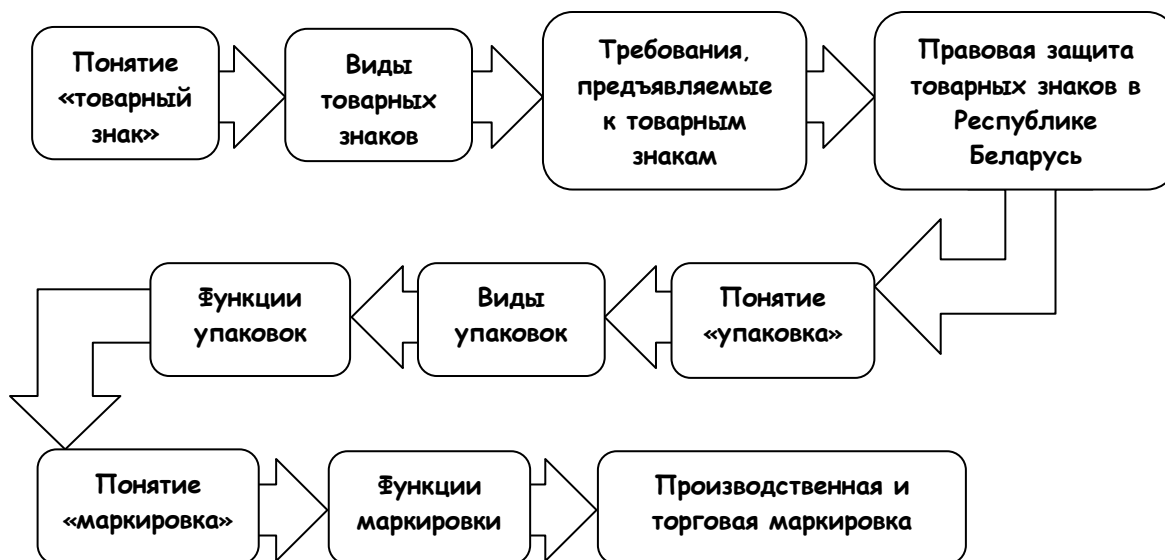 Понятие
«товарный
знак»
Виды
товарных
знаков
Требования,
предъявляемые
к товарным
знакам
Правовая защита
товарных знаков в
Республике
Беларусь
Понятие
«упаковка»
Виды
упаковок
Функции
упаковок
Понятие
«маркировка»
Функции
маркировки
Производственная и
торговая маркировка